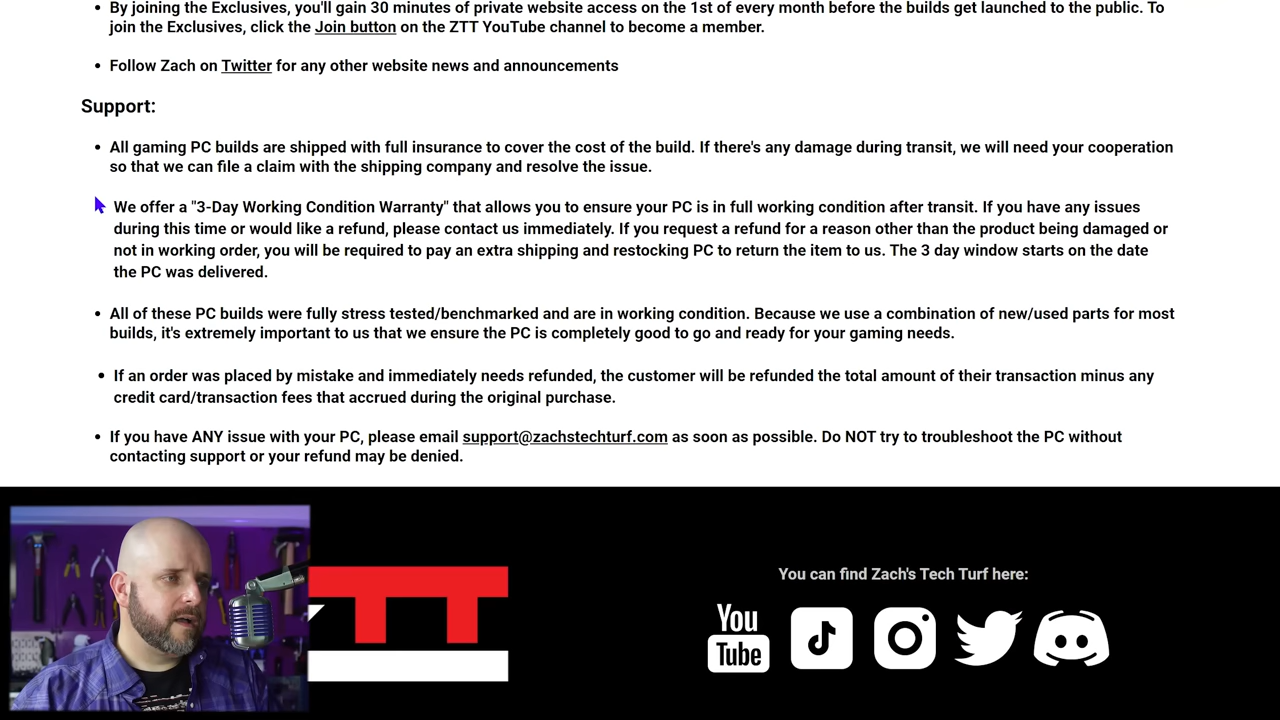 By joining the Exclusives, you'll gain 30 minutes of private website access on the 1st of every month before the builds get launched to the public. To
join the Exclusives, click the Join button on the ZTT YouTube channel to become a member.
Follow Zach on Twitter for any other website news and announcements
Support:
All gaming PC builds are shipped with full insurance to cover the cost of the build. If there's any damage during transit, we will need your cooperation
so that we can file a claim with the shipping company and resolve the issue.
We offer a "3-Day Working Condition Warranty" that allows you to ensure your PC is in full working condition after transit. If you have any issues
during this time or would like a refund, please contact us immediately. If you request a refund for a reason other than the product being damaged or
not in working order, you will be required to pay an extra shipping and restocking PC to return the item to us. The 3 day window starts on the date
the PC was delivered.
All of these PC builds were fully stress tested/benchmarked and are in working condition. Because we use a combination of new/used parts for most
builds, it's extremely important to us that we ensure the PC is completely good to go and ready for your gaming needs.
If an order was placed by mistake and immediately needs refunded, the customer will be refunded the total amount of their transaction minus any
credit card/transaction fees that accrued during the original purchase.
If you have ANY issue with your PC, please email support@zachstechturf.com as soon as possible. Do NOT try to troubleshoot the PC without
contacting support or your refund may be denied.
TT
You can find Zach's Tech Turf here:
You
Tube